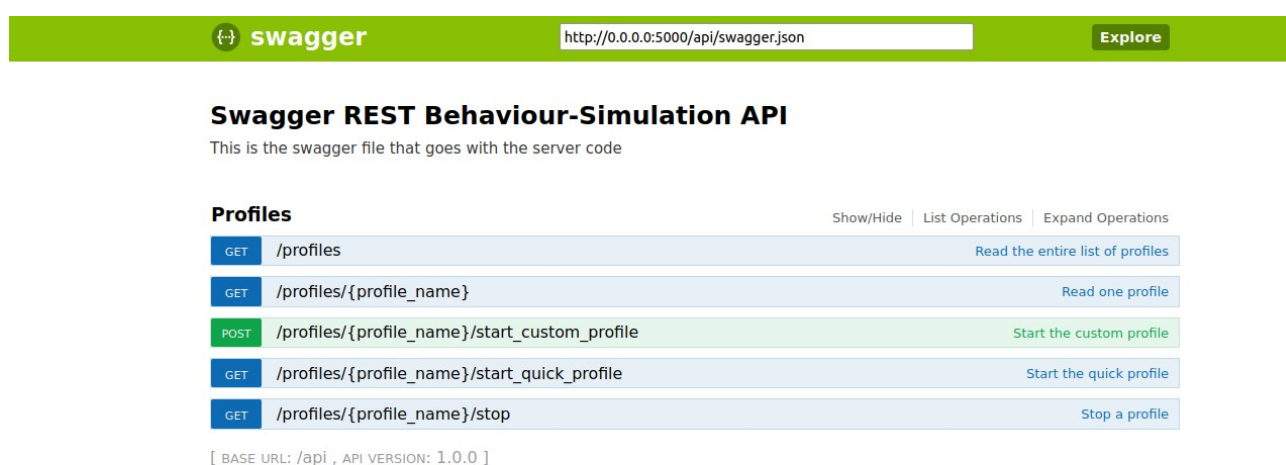 {···} swagger http://0.0.0.0:5000/api/swagger.json Explore
Swagger REST Behaviour-Simulation API
This is the swagger file that goes with the server code
Profiles Show/Hide List Operations Expand Operations
GET /profiles Read the entire list of profiles
GET /profiles/{profile_name} Read one profile
POST /profiles/{profile_name}/start_custom_profile Start the custom profile
GET /profiles/{profile_name}/start_quick_profile Start the quick profile
GET /profiles/{profile_name}/stop Stop a profile
[ BASE URL: /api , API VERSION: 1.0.0 ]